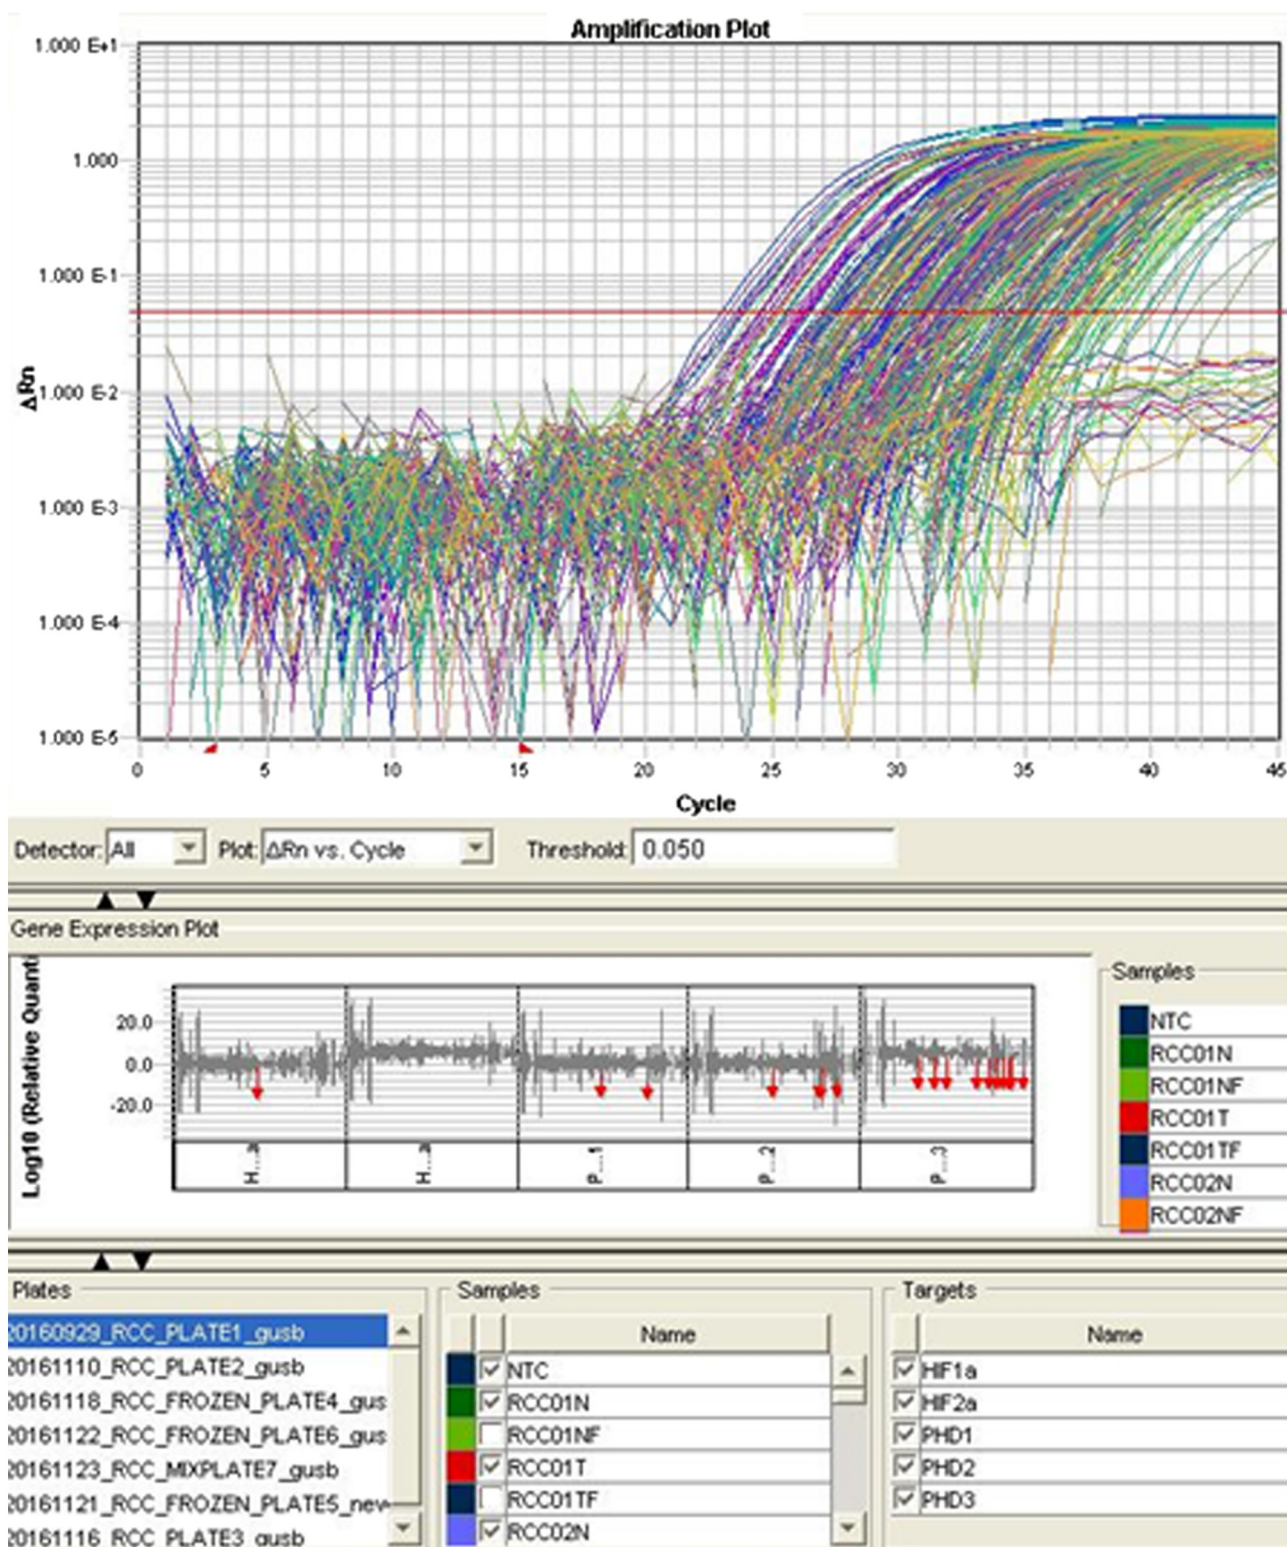 Amplification Plot
1.000 E+1
1.000
1.000 E-1
1.000 E-2
1.000 E-3
1.000 E-4
1.000 E-5
ΔRn
0 5 10 15 20 25 30 35 40 45
Cycle
Detector: All Plot: ΔRn vs. Cycle Threshold: 0.050
Gene Expression Plot
Log10 (Relative Quanti
20.0
0.0
-20.0
H...a H...a P...1 P...2 P...3
Samples
NTC
RCC01N
RCC01NF
RCC01T
RCC01TF
RCC02N
RCC02NF
Plates
20160929_RCC_PLATE1_gusb
20161110_RCC_PLATE2_gusb
20161118_RCC_FROZEN_PLATE4_gus
20161122_RCC_FROZEN_PLATE6_gus
20161123_RCC_MIXPLATE7_gusb
20161121_RCC_FROZEN_PLATE5_new
20161116_RCC_PLATE3_gusb
Samples
Name
NTC
RCC01N
RCC01NF
RCC01T
RCC01TF
RCC02N
Targets
Name
HIF1a
HIF2a
PHD1
PHD2
PHD3